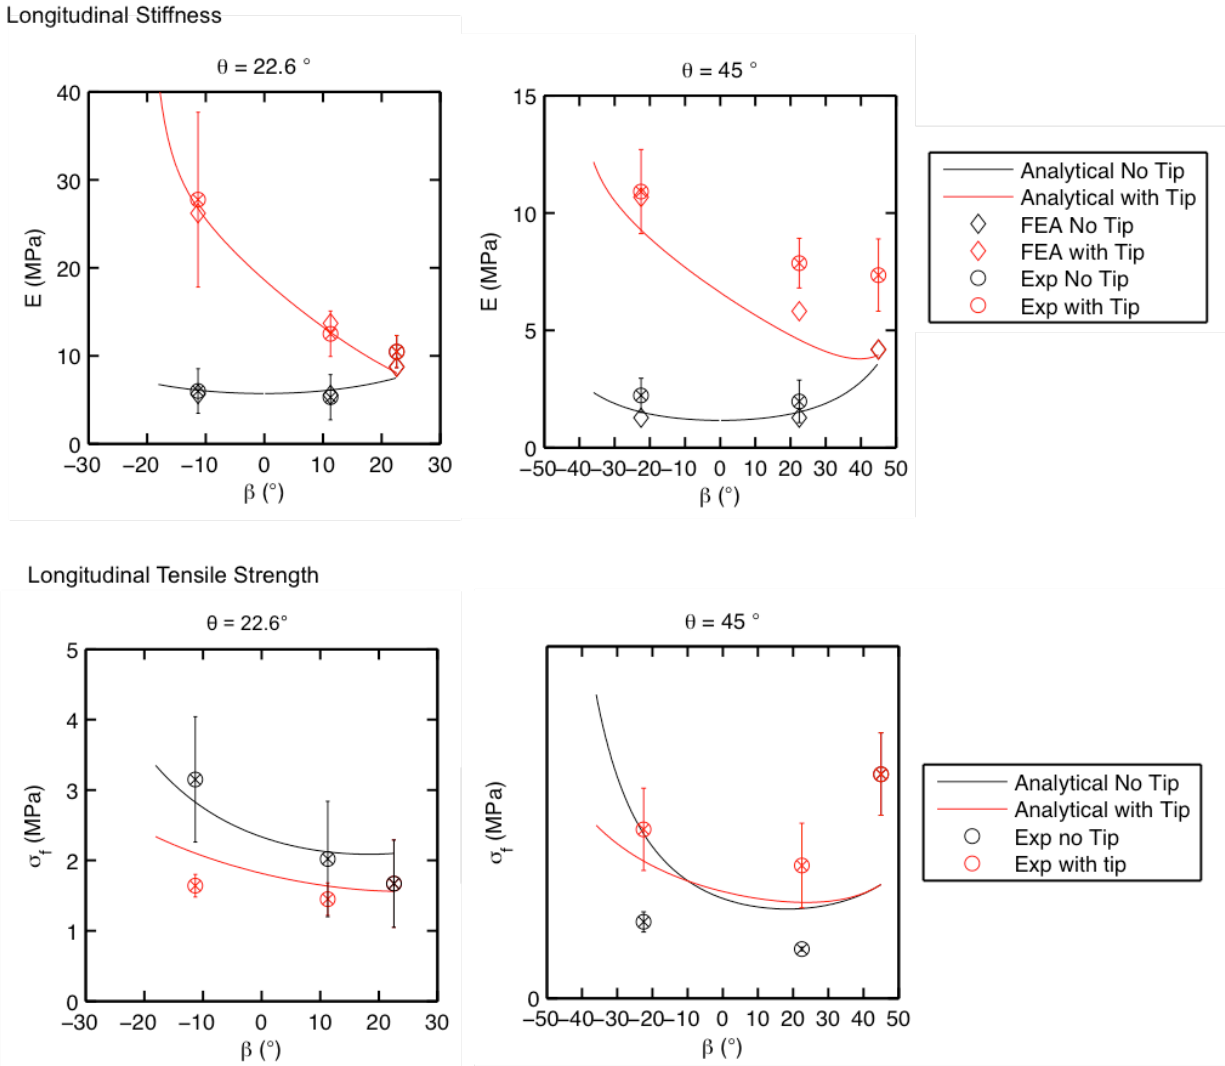 Longitudinal Stiffness
θ = 22.6 °
40
30
20
10
0
E (MPa)
−30 −20 −10 0 10 20 30
β (°)
θ = 45 °
15
10
5
0
E (MPa)
−50−40−30−20−10 0 10 20 30 40 50
β (°)
Analytical No Tip
Analytical with Tip
FEA No Tip
FEA with Tip
Exp No Tip
Exp with Tip
Longitudinal Tensile Strength
θ = 22.6°
5
4
3
2
1
0
σf (MPa)
−30 −20 −10 0 10 20 30
β (°)
θ = 45 °
0
σf (MPa)
−50−40−30−20−10 0 10 20 30 40 50
β (°)
Analytical No Tip
Analytical with Tip
Exp no Tip
Exp with tip